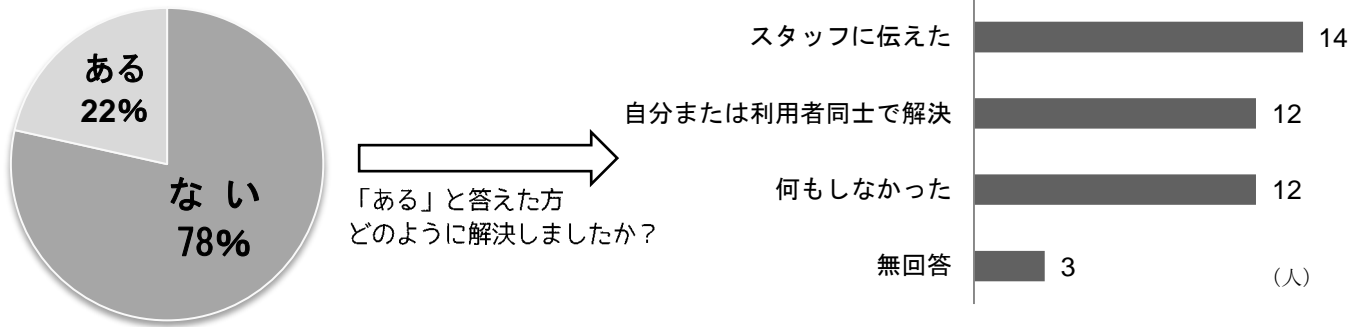 ある
22%
な い
78%
「ある」と答えた方
どのように解決しましたか？
スタッフに伝えた 14
自分または利用者同士で解決 12
何もしなかった 12
無回答 3
（人）